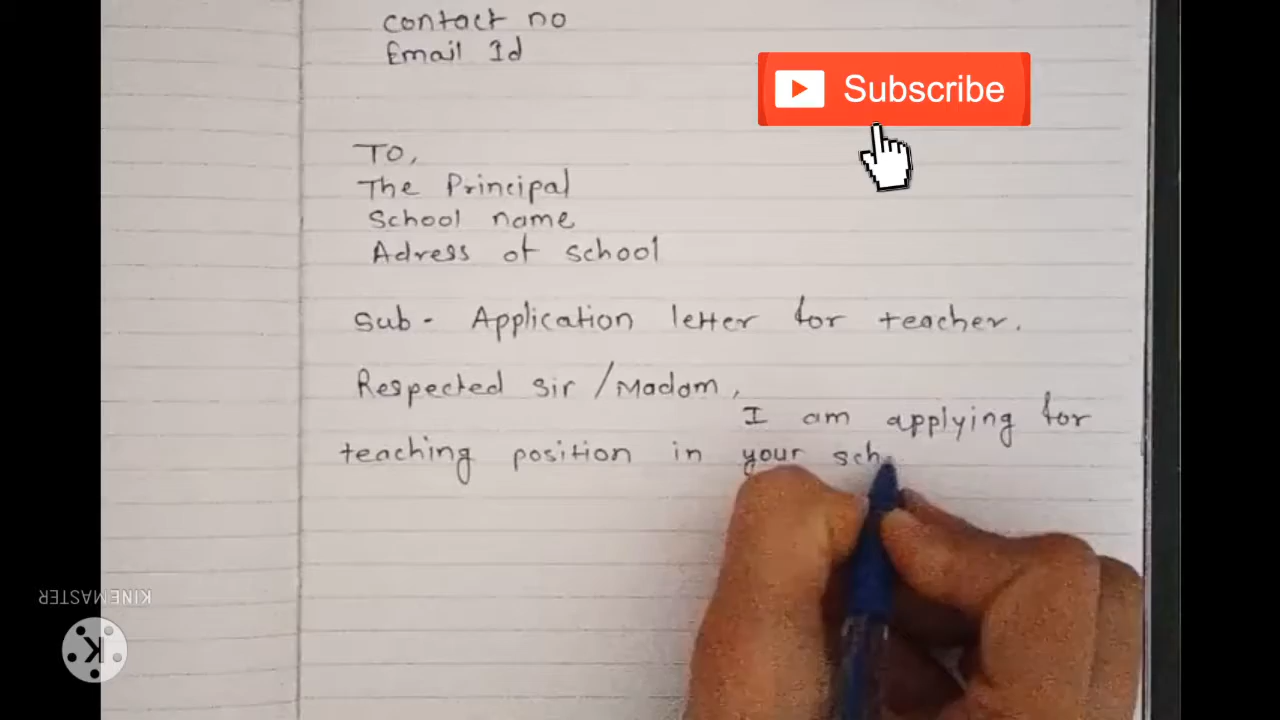 contact no
Email Id
Subscribe
To,
The Principal
School name
Adress of school
Sub - Application letter for teacher.
Respected Sir / Madam,
I am applying for
teaching position in your sch
KINEMASTER
K